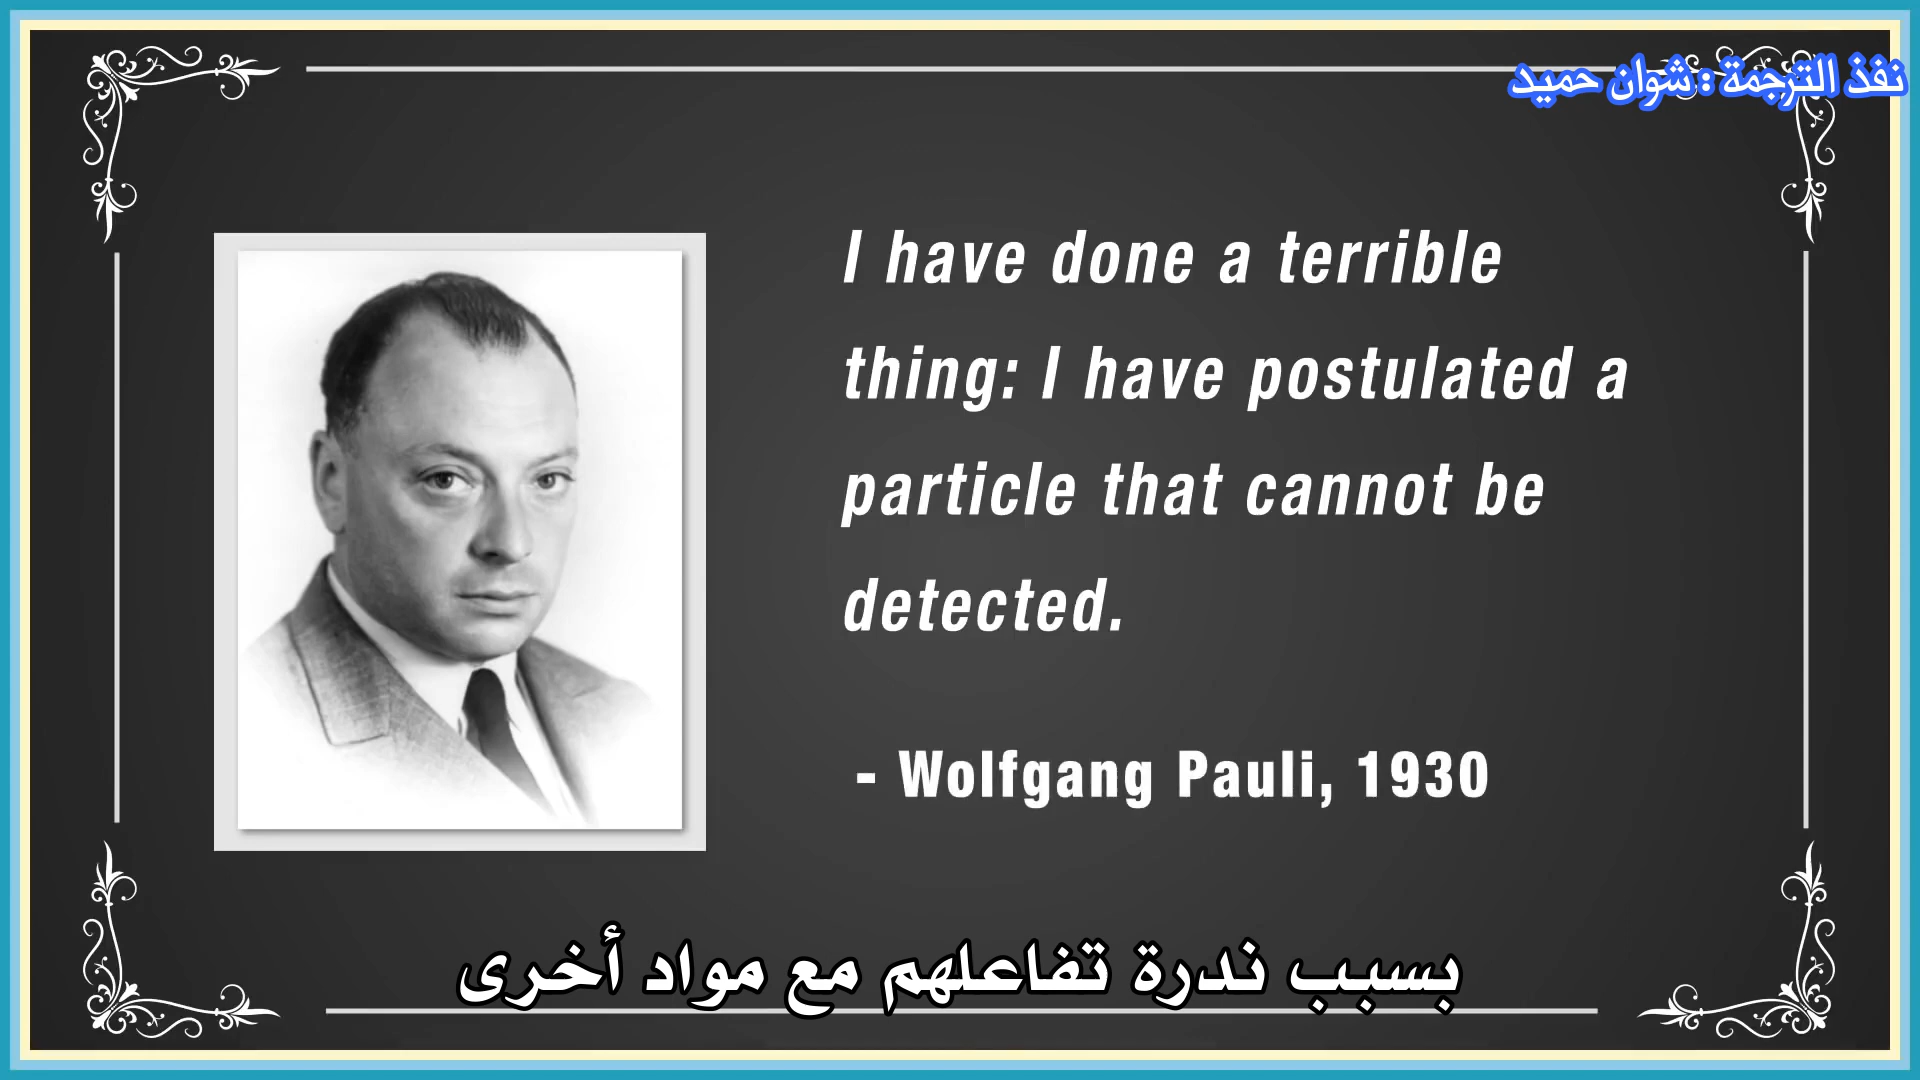 نفذ الترجمة : شوان حميد
I have done a terrible
thing: I have postulated a
particle that cannot be
detected.
- Wolfgang Pauli, 1930
بسبب ندرة تفاعلهم مع مواد أخرى